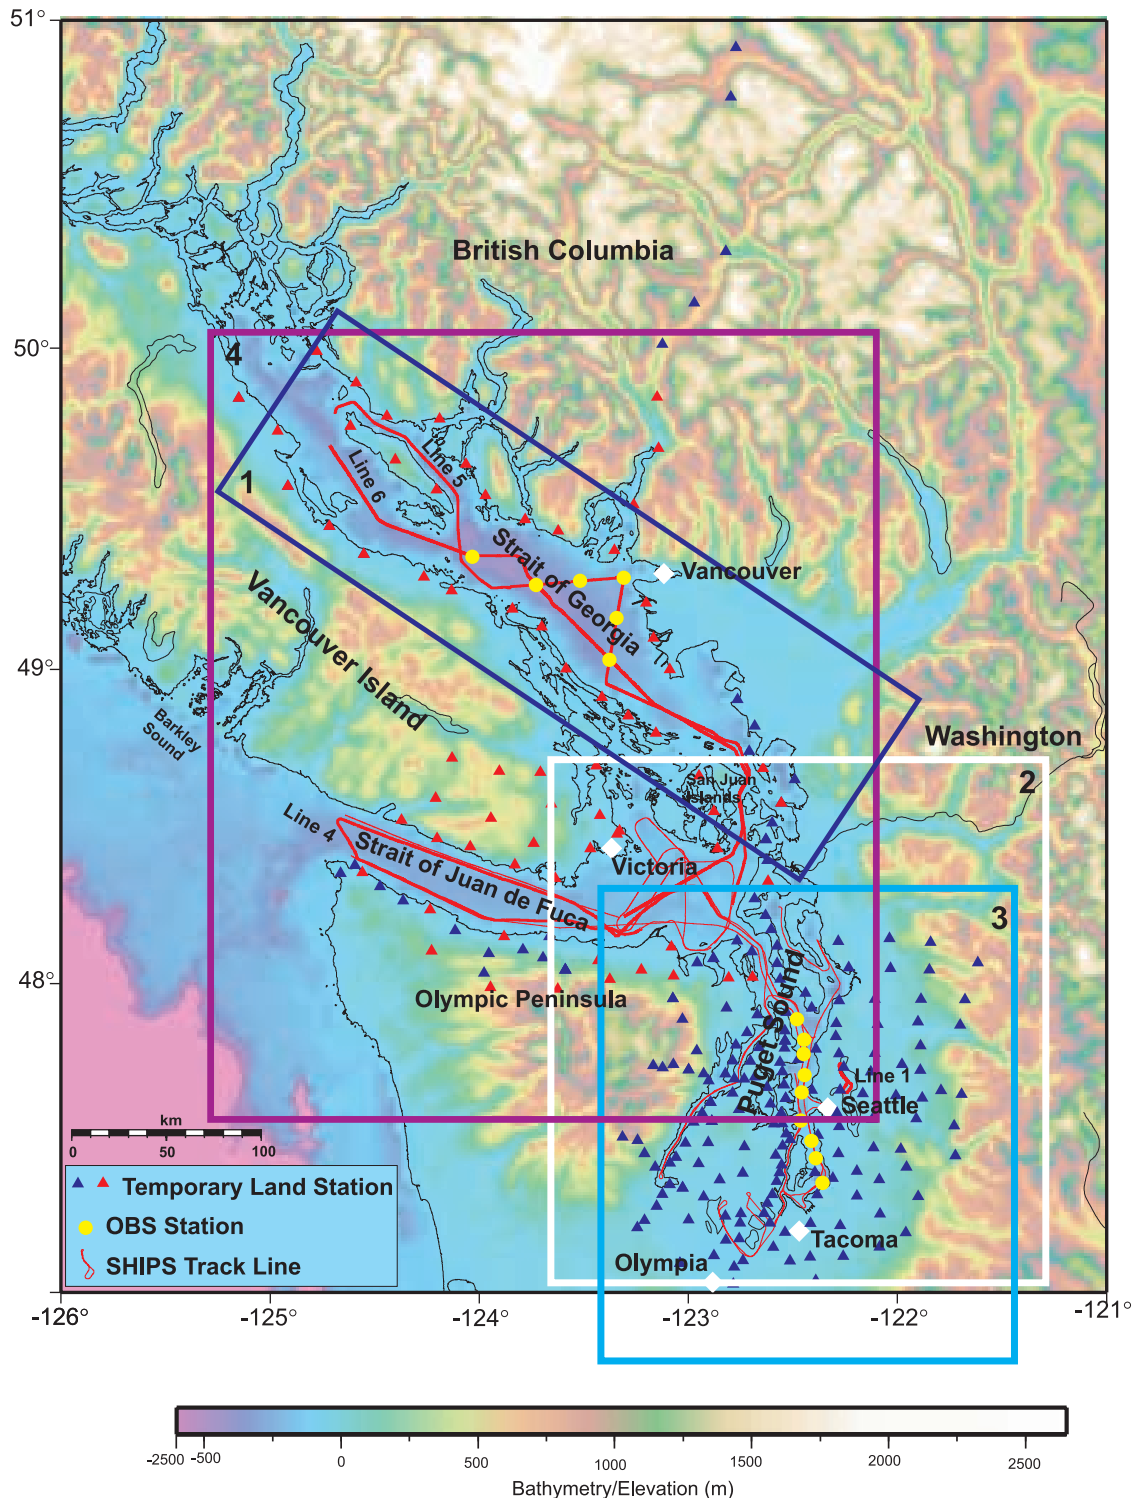 51°
British Columbia
50°
4
1
Line 5
Line 6
Strait of Georgia
Vancouver
Vancouver Island
49°
Barkley
Sound
Washington
2
San Juan
Islands
Line 4
Strait of Juan de Fuca
Victoria
3
48°
Olympic Peninsula
Puget Sound
Line 1
Seattle
km
0 50 100
Temporary Land Station
OBS Station
SHIPS Track Line
Tacoma
Olympia
-126° -125° -124° -123° -122° -121°
-2500 -500 0 500 1000 1500 2000 2500
Bathymetry/Elevation (m)